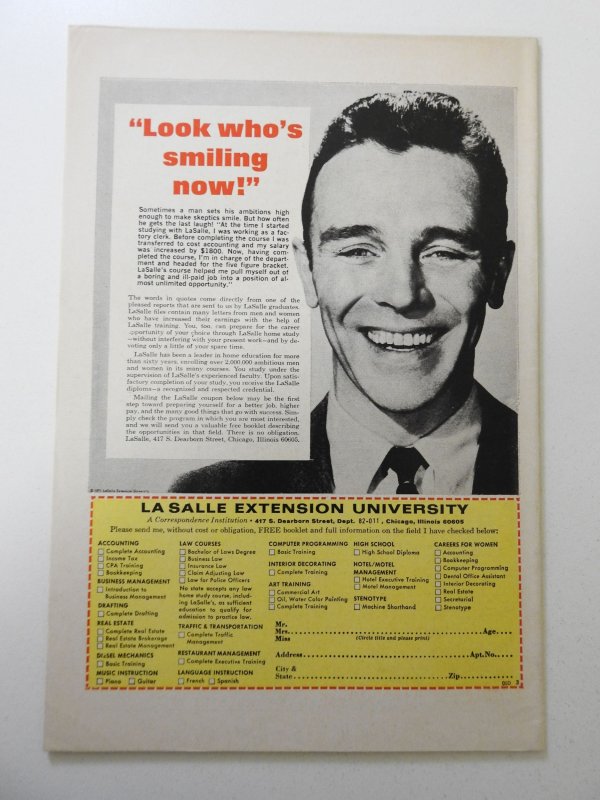 “Look who’s
smiling
now!”
Sometimes a man sets his ambitions high
enough to make skeptics smile. But how often
he gets the last laugh! “At the time I started
studying with LaSalle, I was working as a fac-
tory clerk. Before completing the course I was
transferred to cost accounting and my salary
was increased by $1800. Now, having com-
pleted the course, I’m in charge of the depart-
ment and headed for the five figure bracket.
LaSalle’s course helped me pull myself out of
a boring and ill-paid job into a position of al-
most unlimited opportunity.”
The words in quotes come directly from one of the
pleased reports that are sent to us by LaSalle graduates.
LaSalle files contain many letters from men and women
who have increased their earnings with the help of
LaSalle training. You, too, can prepare for the career
opportunity of your choice through LaSalle home study
—without interfering with your present work—and by de-
voting only a little of your spare time.
LaSalle has been a leader in home education for more
than sixty years, enrolling over 2,000,000 ambitious men
and women in its many courses. You study under the
supervision of LaSalle’s experienced faculty. Upon satis-
factory completion of your study, you receive the LaSalle
diploma—a recognized and respected credential.
Mailing the LaSalle coupon below may be the first
step toward preparing yourself for a better job, higher
pay, and the many good things that go with success. Sim-
ply check the program in which you are most interested,
and we will send you a valuable free booklet describing
the opportunities in that field. There is no obligation.
LaSalle, 417 S. Dearborn Street, Chicago, Illinois 60605.
LaSalle Extension University
LA SALLE EXTENSION UNIVERSITY
A Correspondence Institution • 417 S. Dearborn Street, Dept. 82-011, Chicago, Illinois 60605
Please send me, without cost or obligation, FREE booklet and full information on the field I have checked below:
ACCOUNTING
Complete Accounting
Income Tax
CPA Training
Bookkeeping
BUSINESS MANAGEMENT
Introduction to
Business Management
DRAFTING
Complete Drafting
REAL ESTATE
Complete Real Estate
Real Estate Brokerage
Real Estate Management
DIESEL MECHANICS
Basic Training
MUSIC INSTRUCTION
Piano Guitar
LAW COURSES
Bachelor of Laws Degree
Business Law
Insurance Law
Claim Adjusting Law
Law for Police Officers
No state accepts any law
home study course, includ-
ing LaSalle’s, as sufficient
education to qualify for
admission to practice law.
TRAFFIC & TRANSPORTATION
Complete Traffic
Management
RESTAURANT MANAGEMENT
Complete Executive Training
LANGUAGE INSTRUCTION
French Spanish
COMPUTER PROGRAMMING
Basic Training
INTERIOR DECORATING
Complete Training
ART TRAINING
Commercial Art
Oil, Water Color Painting
Complete Training
HIGH SCHOOL
High School Diploma
HOTEL/MOTEL
MANAGEMENT
Hotel Executive Training
Motel Management
STENOTYPE
Machine Shorthand
CAREERS FOR WOMEN
Accounting
Bookkeeping
Computer Programming
Dental Office Assistant
Interior Decorating
Real Estate
Secretarial
Stenotype
Mr.
Mrs. Age
Miss (Circle title and please print)
Address Apt. No.
City &
State Zip